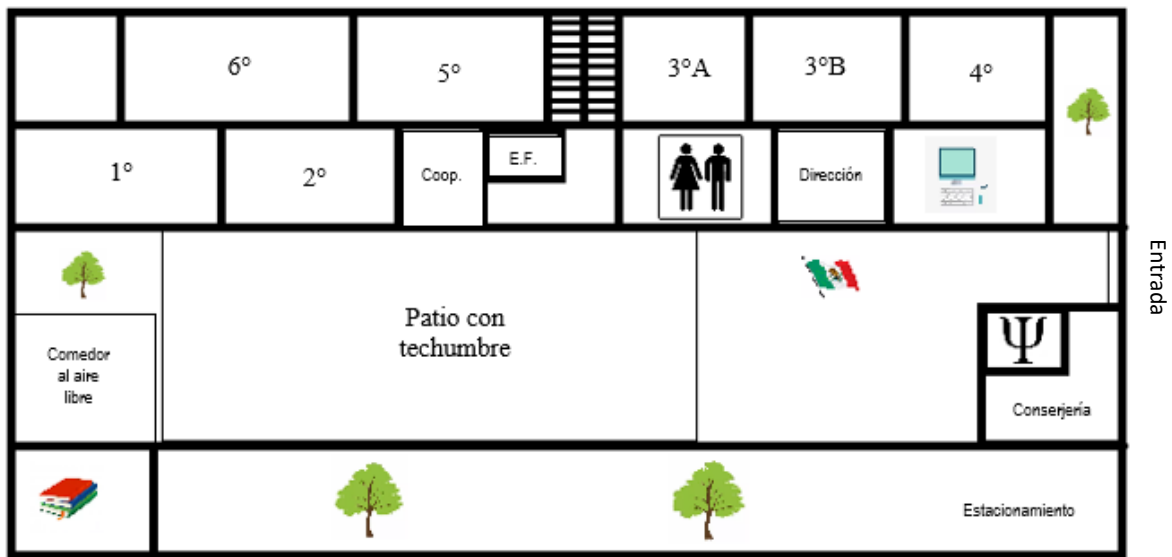 6°
5°
3°A
3°B
4°
1°
2°
Coop.
E.F.
Dirección
Entrada
Patio con
techumbre
Comedor
al aire
libre
Ψ
Conserjería
Estacionamiento